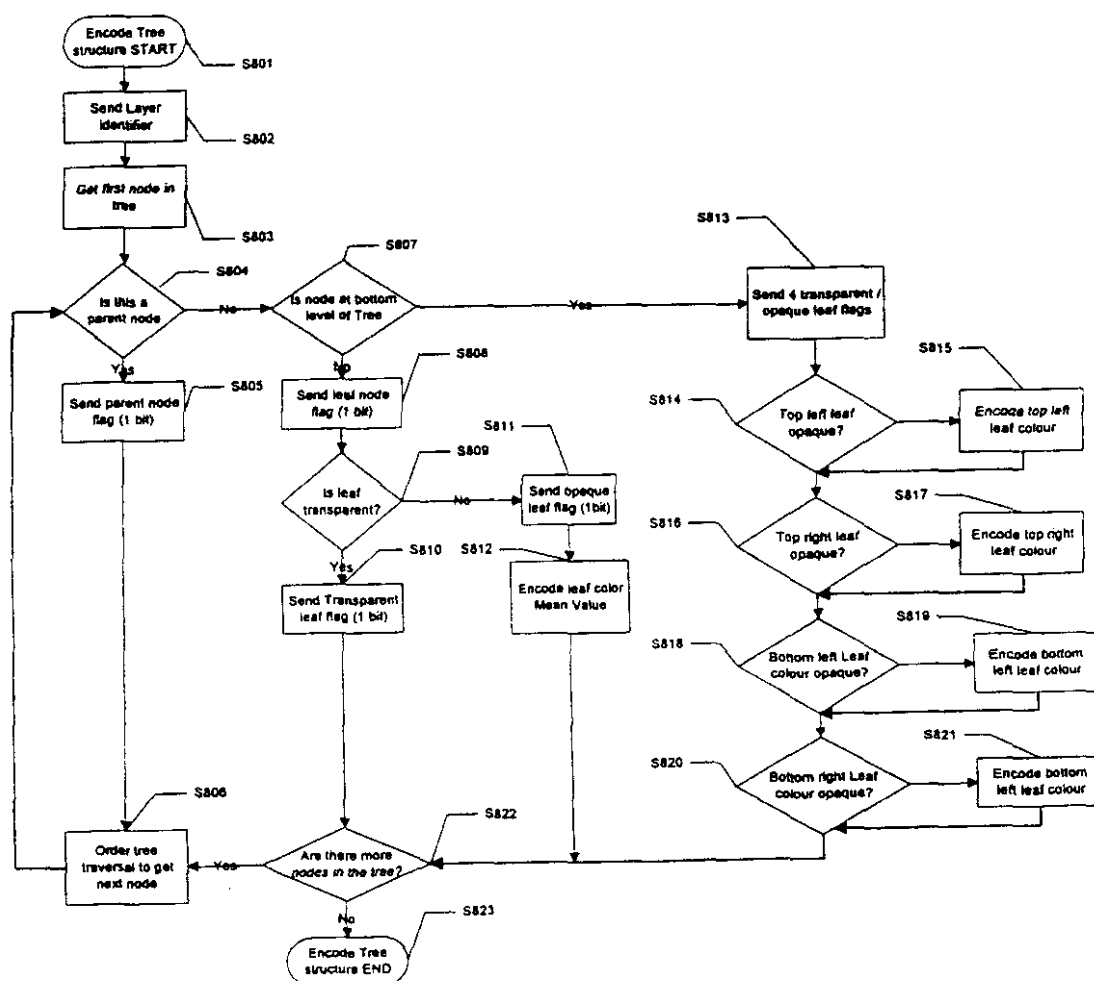 Encode Tree
structure START
S801
Send Layer
identifier
S802
Get first node in
tree
S803
S804
Is this a
parent node
No
Yes
Send parent node
flag (1 bit)
S805
S807
Is node at bottom
level of Tree
Yes
No
S808
Send leaf node
flag (1 bit)
S809
Is leaf
transparent?
No
S811
Send opaque
leaf flag (1bit)
S812
Encode leaf color
Mean Value
S810
Yes
Send Transparent
leaf flag (1 bit)
S813
Send 4 transparent /
opaque leaf flags
S814
Top left leaf
opaque?
S815
Encode top left
leaf colour
S816
Top right leaf
opaque?
S817
Encode top right
leaf colour
S818
Bottom left Leaf
colour opaque?
S819
Encode bottom
left leaf colour
S820
Bottom right Leaf
colour opaque?
S821
Encode bottom
left leaf colour
S806
Order tree
traversal to get
next node
Yes
S822
Are there more
nodes in the tree?
No
S823
Encode Tree
structure END